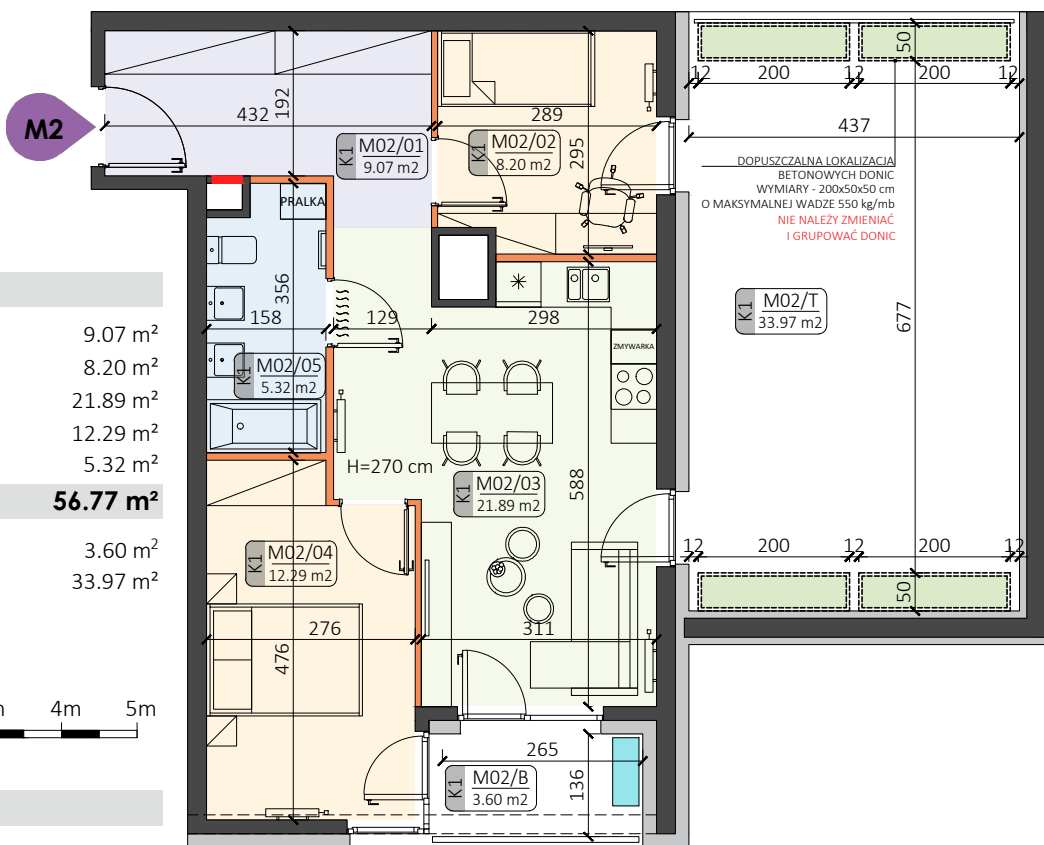 M2
432
192
K1 M02/01
9.07 m2
289
295
K1 M02/02
8.20 m2
50
12 200 12 200 12
437
DOPUSZCZALNA LOKALIZACJA
BETONOWYCH DONIC
WYMIARY - 200x50x50 cm
O MAKSYMALNEJ WADZE 550 kg/mb
NIE NALEŻY ZMIENIAĆ
I GRUPOWAĆ DONIC
K1 M02/T
33.97 m2
677
PRALKA
356
158
129
298
ZMYWARKA
K1 M02/05
5.32 m2
H=270 cm
K1 M02/03
21.89 m2
588
9.07 m²
8.20 m²
21.89 m²
12.29 m²
5.32 m²
56.77 m²
3.60 m²
33.97 m²
K1 M02/04
12.29 m2
276
476
311
12 200 12 200 12
50
4m 5m
265
136
K1 M02/B
3.60 m2